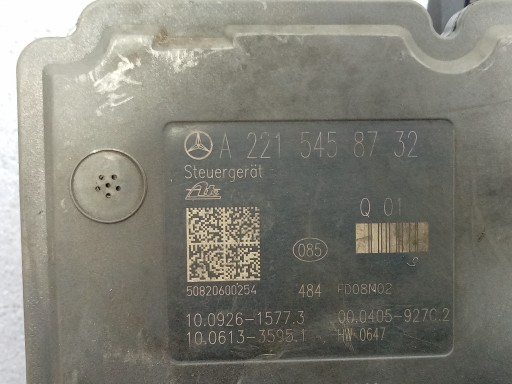 A 221 545 87 32
Steuergerät
Ate
Q 01
085
S
50820600254
484
FD08M02
10.0926-1577.3
00.0405-927C.2
10.0613-3595.1
HW 0647